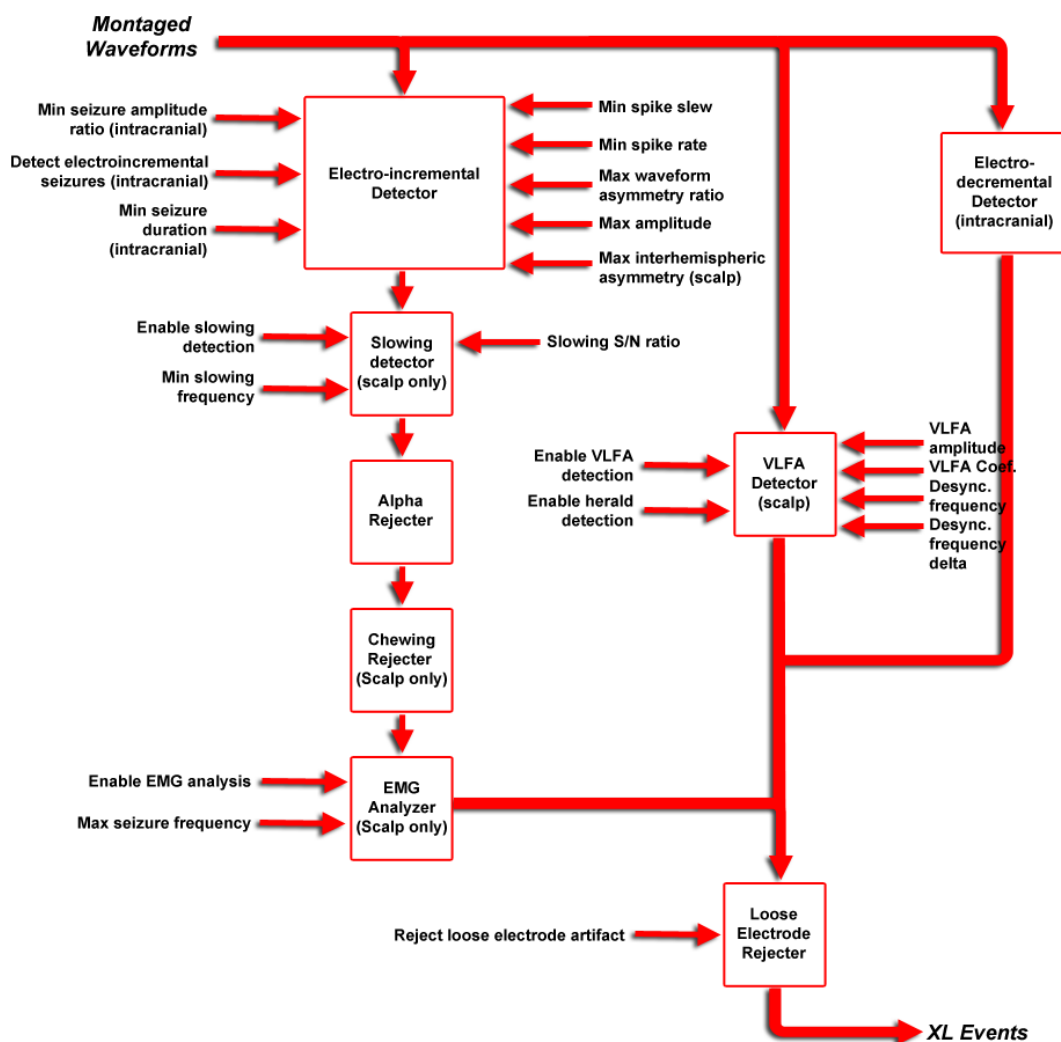 Montaged
Waveforms
Min seizure amplitude
ratio (intracranial)
Detect electroincremental
seizures (intracranial)
Min seizure
duration
(intracranial)
Electro-incremental
Detector
Min spike slew
Min spike rate
Max waveform
asymmetry ratio
Max amplitude
Max interhemispheric
asymmetry (scalp)
Electro-
decremental
Detector
(intracranial)
Enable slowing
detection
Min slowing
frequency
Slowing
detector
(scalp only)
Slowing S/N ratio
Alpha
Rejecter
Enable VLFA
detection
Enable herald
detection
VLFA
Detector
(scalp)
VLFA
amplitude
VLFA Coef.
Desync.
frequency
Desync.
frequency
delta
Chewing
Rejecter
(Scalp only)
Enable EMG analysis
Max seizure frequency
EMG
Analyzer
(Scalp only)
Reject loose electrode artifact
Loose
Electrode
Rejecter
XL Events